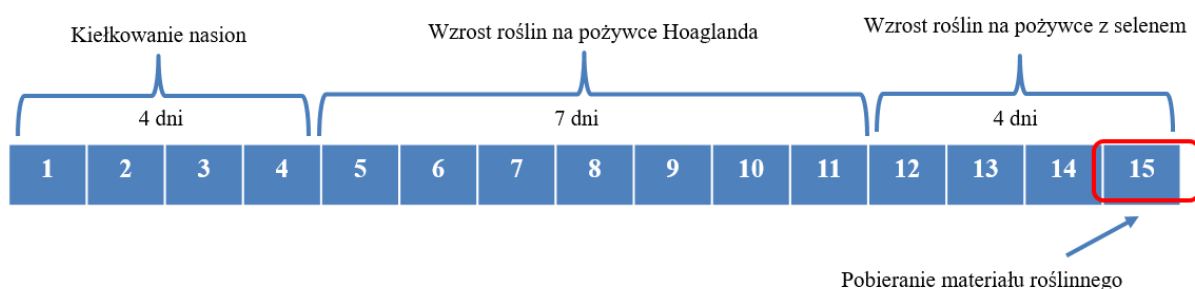 Kiełkowanie nasion
Wzrost roślin na pożywce Hoaglanda
Wzrost roślin na pożywce z selenem
4 dni
7 dni
4 dni
1 2 3 4 5 6 7 8 9 10 11 12 13 14 15
Pobieranie materiału roślinnego